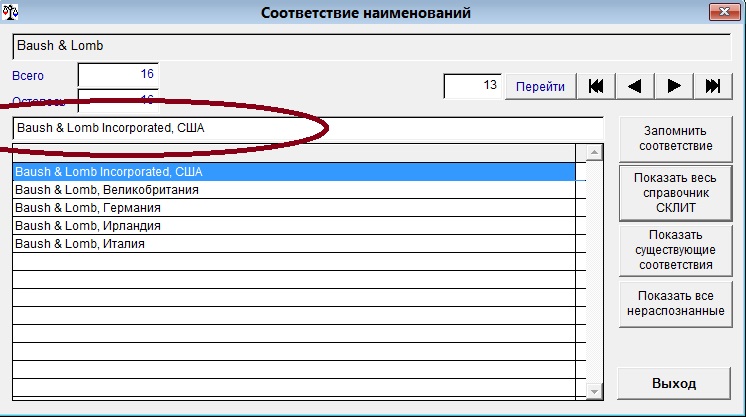 Соответствие наименований
Baush & Lomb
Всего 16
Осталось 16
13 Перейти
Baush & Lomb Incorporated, США
Запомнить
соответствие
Baush & Lomb Incorporated, США
Baush & Lomb, Великобритания
Baush & Lomb, Германия
Baush & Lomb, Ирландия
Baush & Lomb, Италия
Показать весь
справочник
СКЛИТ
Показать
существующие
соответствия
Показать все
нераспознанные
Выход